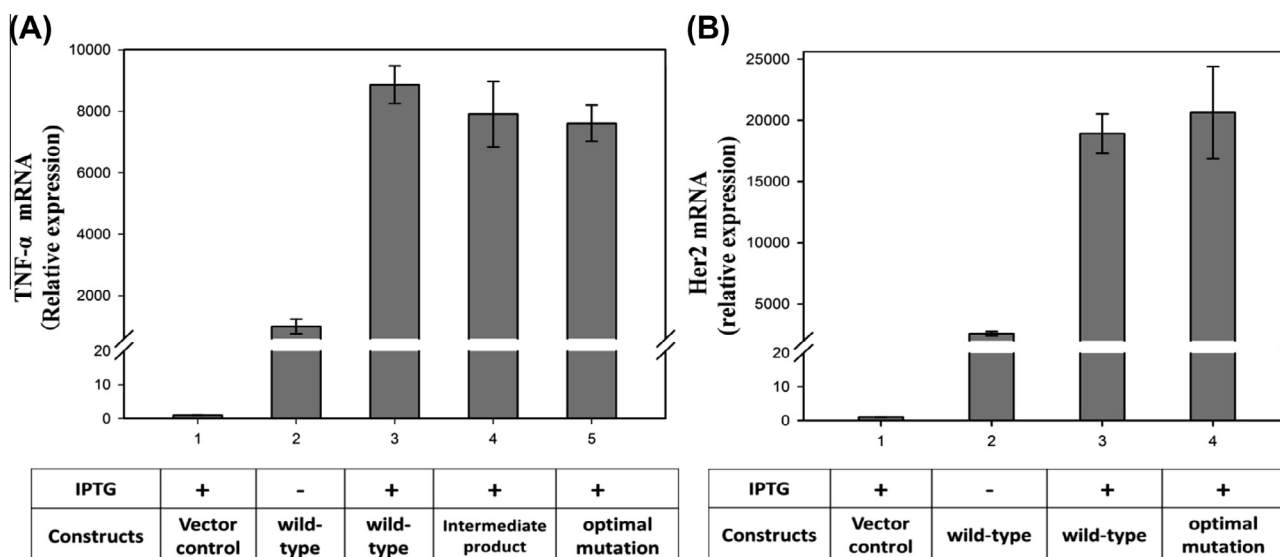 (A)
TNF-α mRNA
(Relative expression)
10000
8000
6000
4000
2000
20
10
0
1 2 3 4 5
IPTG + - + + +
Constructs Vector control wild-type wild-type Intermediate product optimal mutation
(B)
Her2 mRNA
(relative expression)
25000
20000
15000
10000
5000
20
10
0
1 2 3 4
IPTG + - + +
Constructs Vector control wild-type wild-type optimal mutation